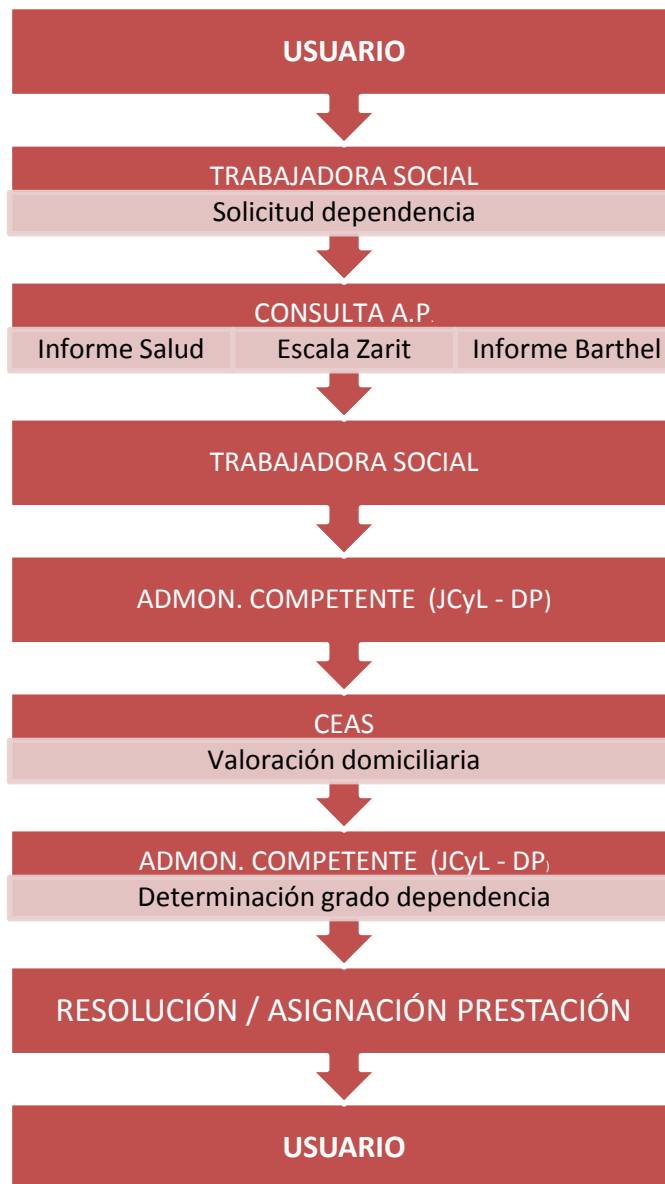 USUARIO
TRABAJADORA SOCIAL
Solicitud dependencia
CONSULTA A.P.
Informe Salud Escala Zarit Informe Barthel
TRABAJADORA SOCIAL
ADMON. COMPETENTE (JCyL - DP)
CEAS
Valoración domiciliaria
ADMON. COMPETENTE (JCyL - DP)
Determinación grado dependencia
RESOLUCIÓN / ASIGNACIÓN PRESTACIÓN
USUARIO